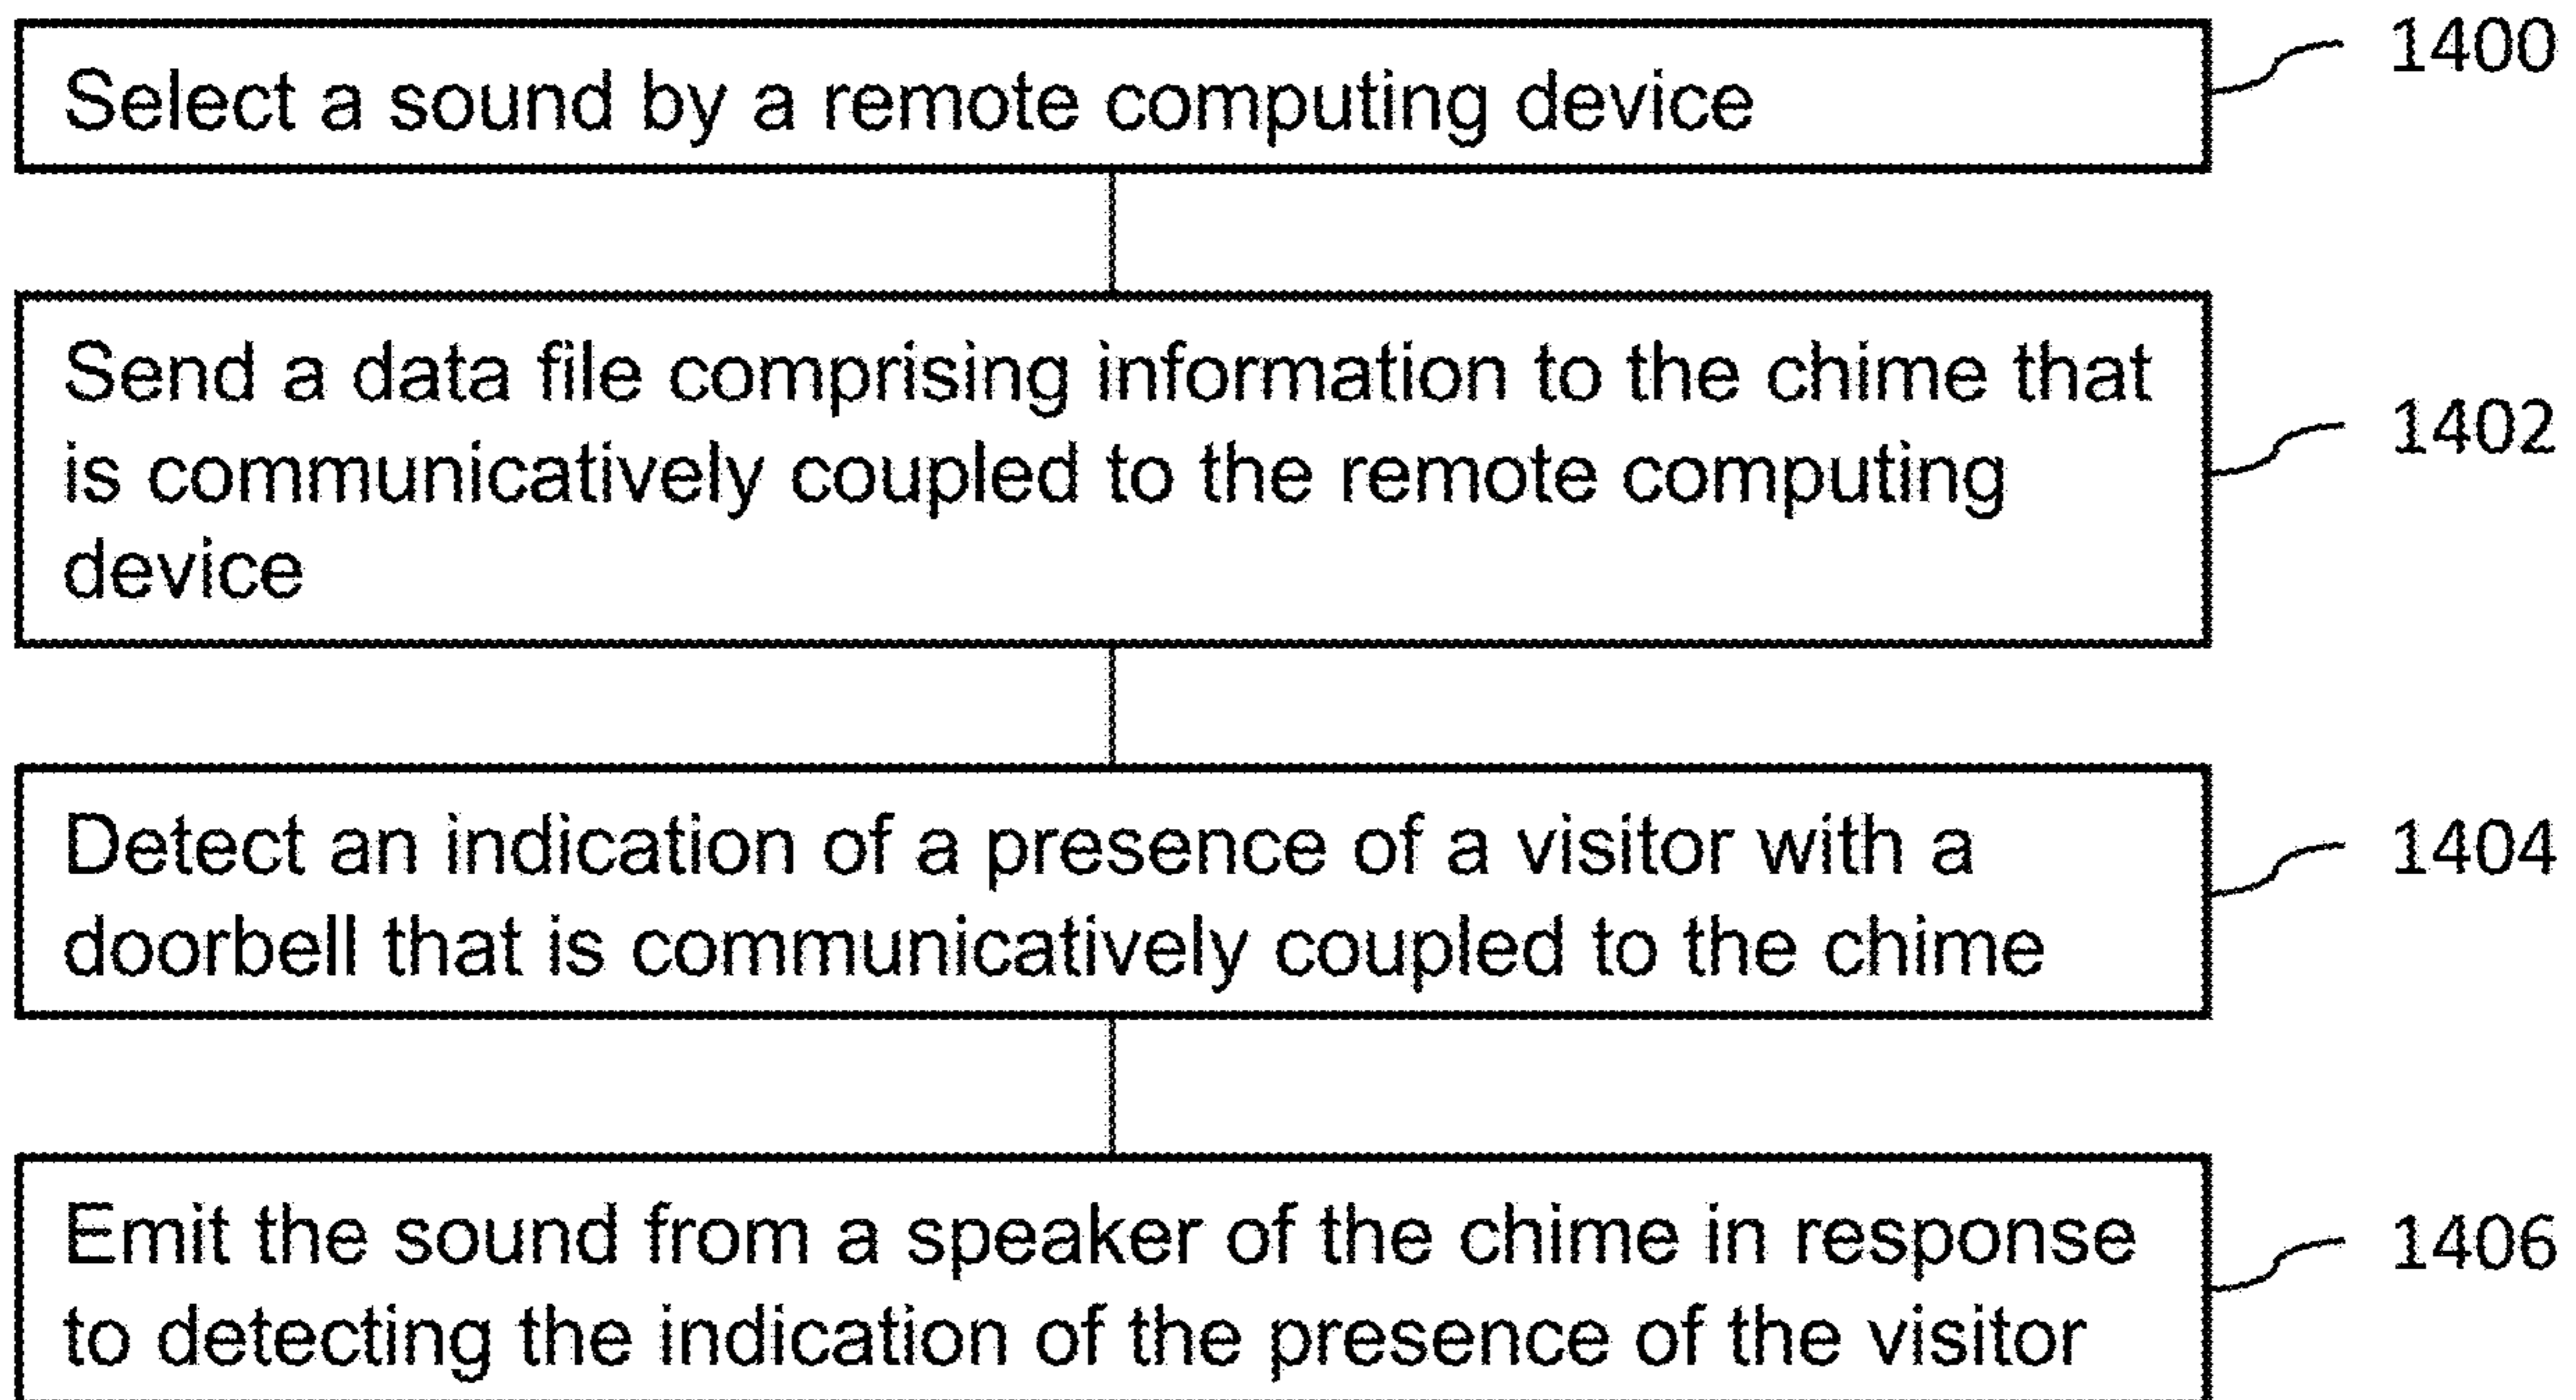 Select a sound by a remote computing device
1400
Send a data file comprising information to the chime that
is communicatively coupled to the remote computing
device
1402
Detect an indication of a presence of a visitor with a
doorbell that is communicatively coupled to the chime
1404
Emit the sound from a speaker of the chime in response
to detecting the indication of the presence of the visitor
1406